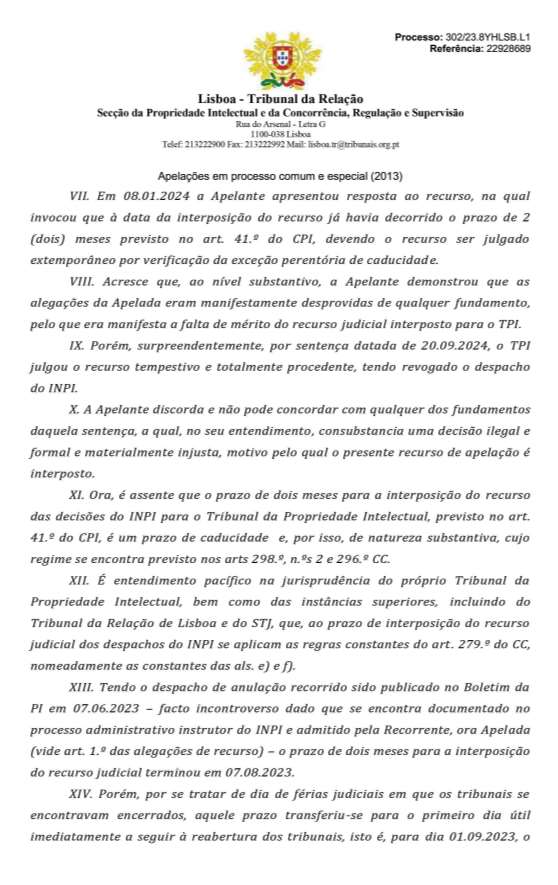 Processo: 302/23.8YHLSB.L1
Referência: 22928689
Lisboa - Tribunal da Relação
Secção da Propriedade Intelectual e da Concorrência, Regulação e Supervisão
Rua do Arsenal - Letra G
1100-038 Lisboa
Telef: 213222900 Fax: 213222992 Mail: lisboa.tr@tribunais.org.pt
Apelações em processo comum e especial (2013)
VII. Em 08.01.2024 a Apelante apresentou resposta ao recurso, na qual
invocou que à data da interposição do recurso já havia decorrido o prazo de 2
(dois) meses previsto no art. 41.º do CPI, devendo o recurso ser julgado
extemporâneo por verificação da exceção perentória de caducidade.
VIII. Acresce que, ao nível substantivo, a Apelante demonstrou que as
alegações da Apelada eram manifestamente desprovidas de qualquer fundamento,
pelo que era manifesta a falta de mérito do recurso judicial interposto para o TPI.
IX. Porém, surpreendentemente, por sentença datada de 20.09.2024, o TPI
julgou o recurso tempestivo e totalmente procedente, tendo revogado o despacho
do INPI.
X. A Apelante discorda e não pode concordar com qualquer dos fundamentos
daquela sentença, a qual, no seu entendimento, consubstancia uma decisão ilegal e
formal e materialmente injusta, motivo pelo qual o presente recurso de apelação é
interposto.
XI. Ora, é assente que o prazo de dois meses para a interposição do recurso
das decisões do INPI para o Tribunal da Propriedade Intelectual, previsto no art.
41.º do CPI, é um prazo de caducidade e, por isso, de natureza substantiva, cujo
regime se encontra previsto nos arts 298.º, n.ºs 2 e 296.º CC.
XII. É entendimento pacífico na jurisprudência do próprio Tribunal da
Propriedade Intelectual, bem como das instâncias superiores, incluindo do
Tribunal da Relação de Lisboa e do STJ, que, ao prazo de interposição do recurso
judicial dos despachos do INPI se aplicam as regras constantes do art. 279.º do CC,
nomeadamente as constantes das als. e) e f).
XIII. Tendo o despacho de anulação recorrido sido publicado no Boletim da
PI em 07.06.2023 – facto incontroverso dado que se encontra documentado no
processo administrativo instrutor do INPI e admitido pela Recorrente, ora Apelada
(vide art. 1.º das alegações de recurso) – o prazo de dois meses para a interposição
do recurso judicial terminou em 07.08.2023.
XIV. Porém, por se tratar de dia de férias judiciais em que os tribunais se
encontravam encerrados, aquele prazo transferiu-se para o primeiro dia útil
imediatamente a seguir à reabertura dos tribunais, isto é, para dia 01.09.2023, o